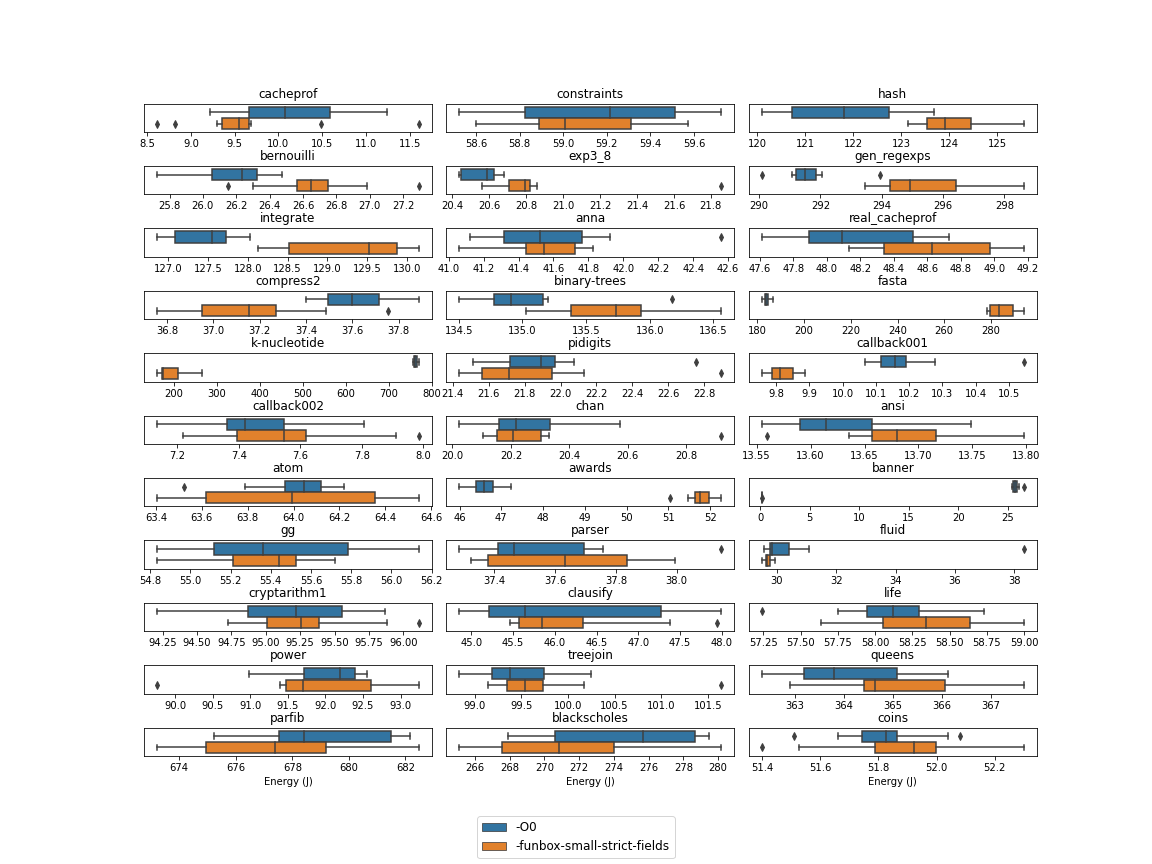 cacheprof constraints hash
8.5 9.0 9.5 10.0 10.5 11.0 11.5 58.6 58.8 59.0 59.2 59.4 59.6 120 121 122 123 124 125
bernouilli exp3_8 gen_regexps
25.8 26.0 26.2 26.4 26.6 26.8 27.0 27.2 20.4 20.6 20.8 21.0 21.2 21.4 21.6 21.8 290 292 294 296 298
integrate anna real_cacheprof
127.0 127.5 128.0 128.5 129.0 129.5 130.0 41.0 41.2 41.4 41.6 41.8 42.0 42.2 42.4 42.6 47.6 47.8 48.0 48.2 48.4 48.6 48.8 49.0 49.2
compress2 binary-trees fasta
36.8 37.0 37.2 37.4 37.6 37.8 134.5 135.0 135.5 136.0 136.5 180 200 220 240 260 280
k-nucleotide pidigits callback001
200 300 400 500 600 700 800 21.4 21.6 21.8 22.0 22.2 22.4 22.6 22.8 9.8 9.9 10.0 10.1 10.2 10.3 10.4 10.5
callback002 chan ansi
7.2 7.4 7.6 7.8 8.0 20.0 20.2 20.4 20.6 20.8 13.55 13.60 13.65 13.70 13.75 13.80
atom awards banner
63.4 63.6 63.8 64.0 64.2 64.4 64.6 46 47 48 49 50 51 52 0 5 10 15 20 25
gg parser fluid
54.8 55.0 55.2 55.4 55.6 55.8 56.0 56.2 37.4 37.6 37.8 38.0 30 32 34 36 38
cryptarithm1 clausify life
94.25 94.50 94.75 95.00 95.25 95.50 95.75 96.00 45.0 45.5 46.0 46.5 47.0 47.5 48.0 57.25 57.50 57.75 58.00 58.25 58.50 58.75 59.00
power treejoin queens
90.0 90.5 91.0 91.5 92.0 92.5 93.0 99.0 99.5 100.0 100.5 101.0 101.5 363 364 365 366 367
parfib blackscholes coins
674 676 678 680 682 266 268 270 272 274 276 278 280 51.4 51.6 51.8 52.0 52.2
Energy (J) Energy (J) Energy (J)
-O0
-funbox-small-strict-fields